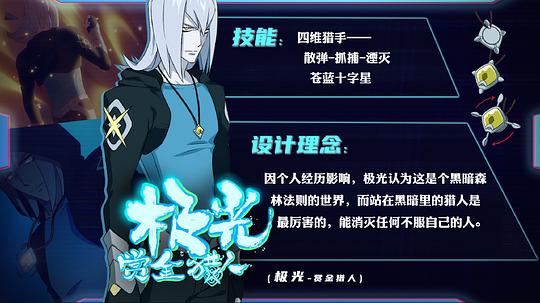 技能：
四维猎手——
散弹-抓捕-湮灭
苍蓝十字星
设计理念：
因个人经历影响，极光认为这是个黑暗森
林法则的世界，而站在黑暗里的猎人是
最厉害的，能消灭任何不服自己的人。
极光
赏金猎人
（极光-赏金猎人）